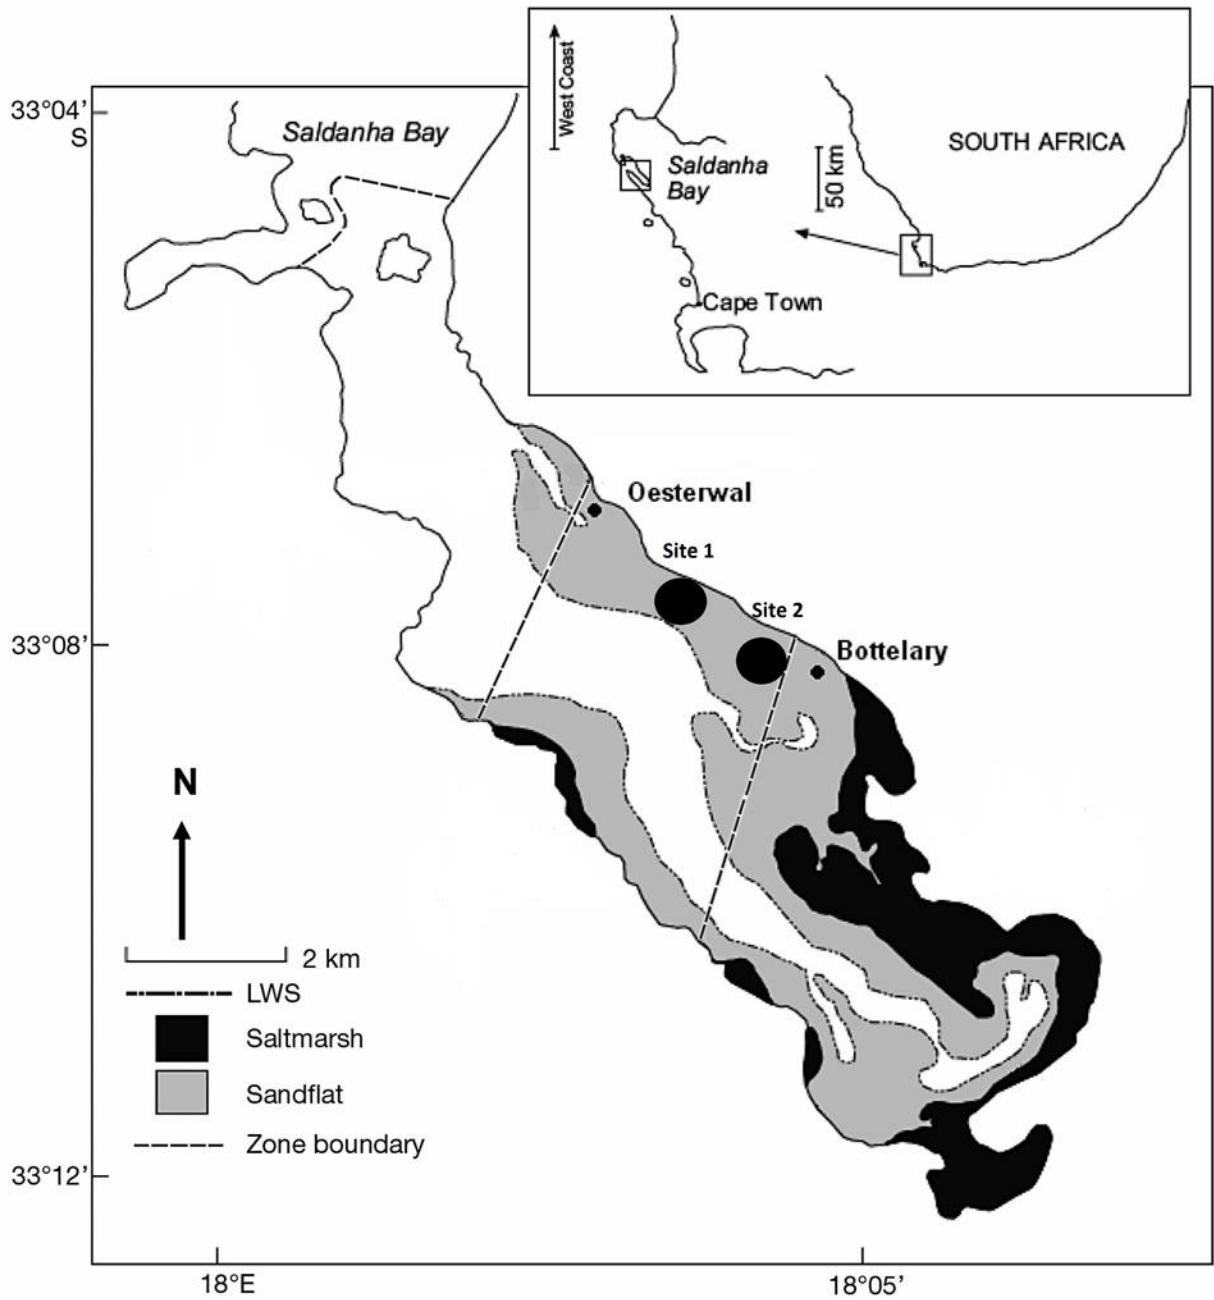 33°04’
S
Saldanha Bay
West Coast
Saldanha
Bay
Cape Town
50 km
SOUTH AFRICA
Oesterwal
Site 1
Site 2
33°08’
Bottelary
N
2 km
LWS
Saltmarsh
Sandflat
Zone boundary
33°12’
18°E
18°05’